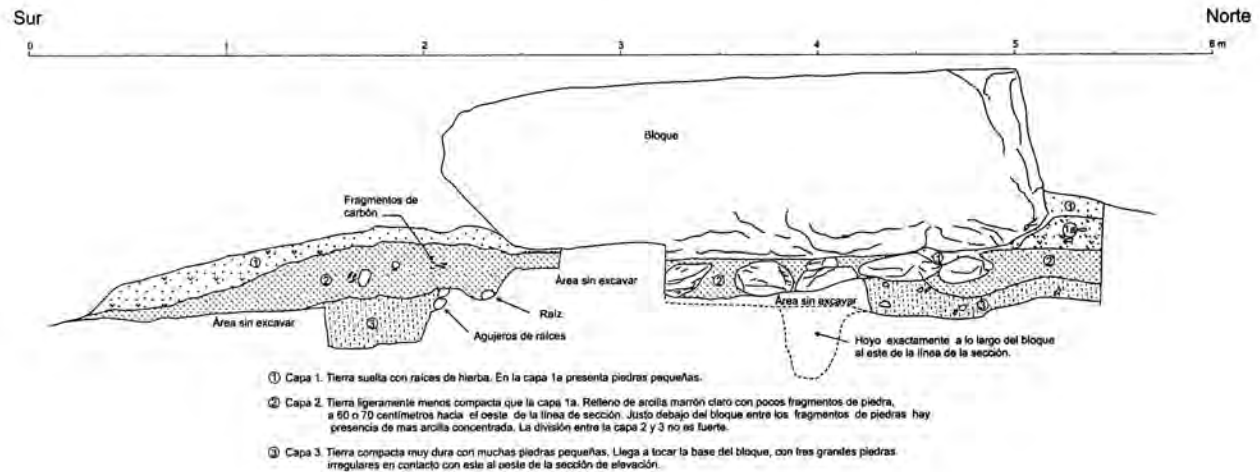 Sur
Norte
0 1 2 3 4 5 6 m
Bloque
Fragmentos de
carbón
①
1a
①
②
②
①
②
Área sin excavar
Área sin excavar
Raíz
Área sin excavar
③
③
Agujeros de raíces
Hoyo exactamente a lo largo del bloque
al este de la línea de la sección.
① Capa 1. Tierra suelta con raíces de hierba. En la capa 1a presenta piedras pequeñas.
② Capa 2. Tierra ligeramente menos compacta que la capa 1a. Relleno de arcilla marrón claro con pocos fragmentos de piedra,
a 60 o 70 centímetros hacia el oeste de la línea de sección. Justo debajo del bloque entre los fragmentos de piedras hay
presencia de mas arcilla concentrada. La división entre la capa 2 y 3 no es fuerte.
③ Capa 3. Tierra compacta muy dura con muchas piedras pequeñas. Llega a tocar la base del bloque, con tres grandes piedras
irregulares en contacto con este al oeste de la sección de elevación.